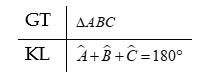 GT ΔABC
KL Â+B̂+Ĉ=180°